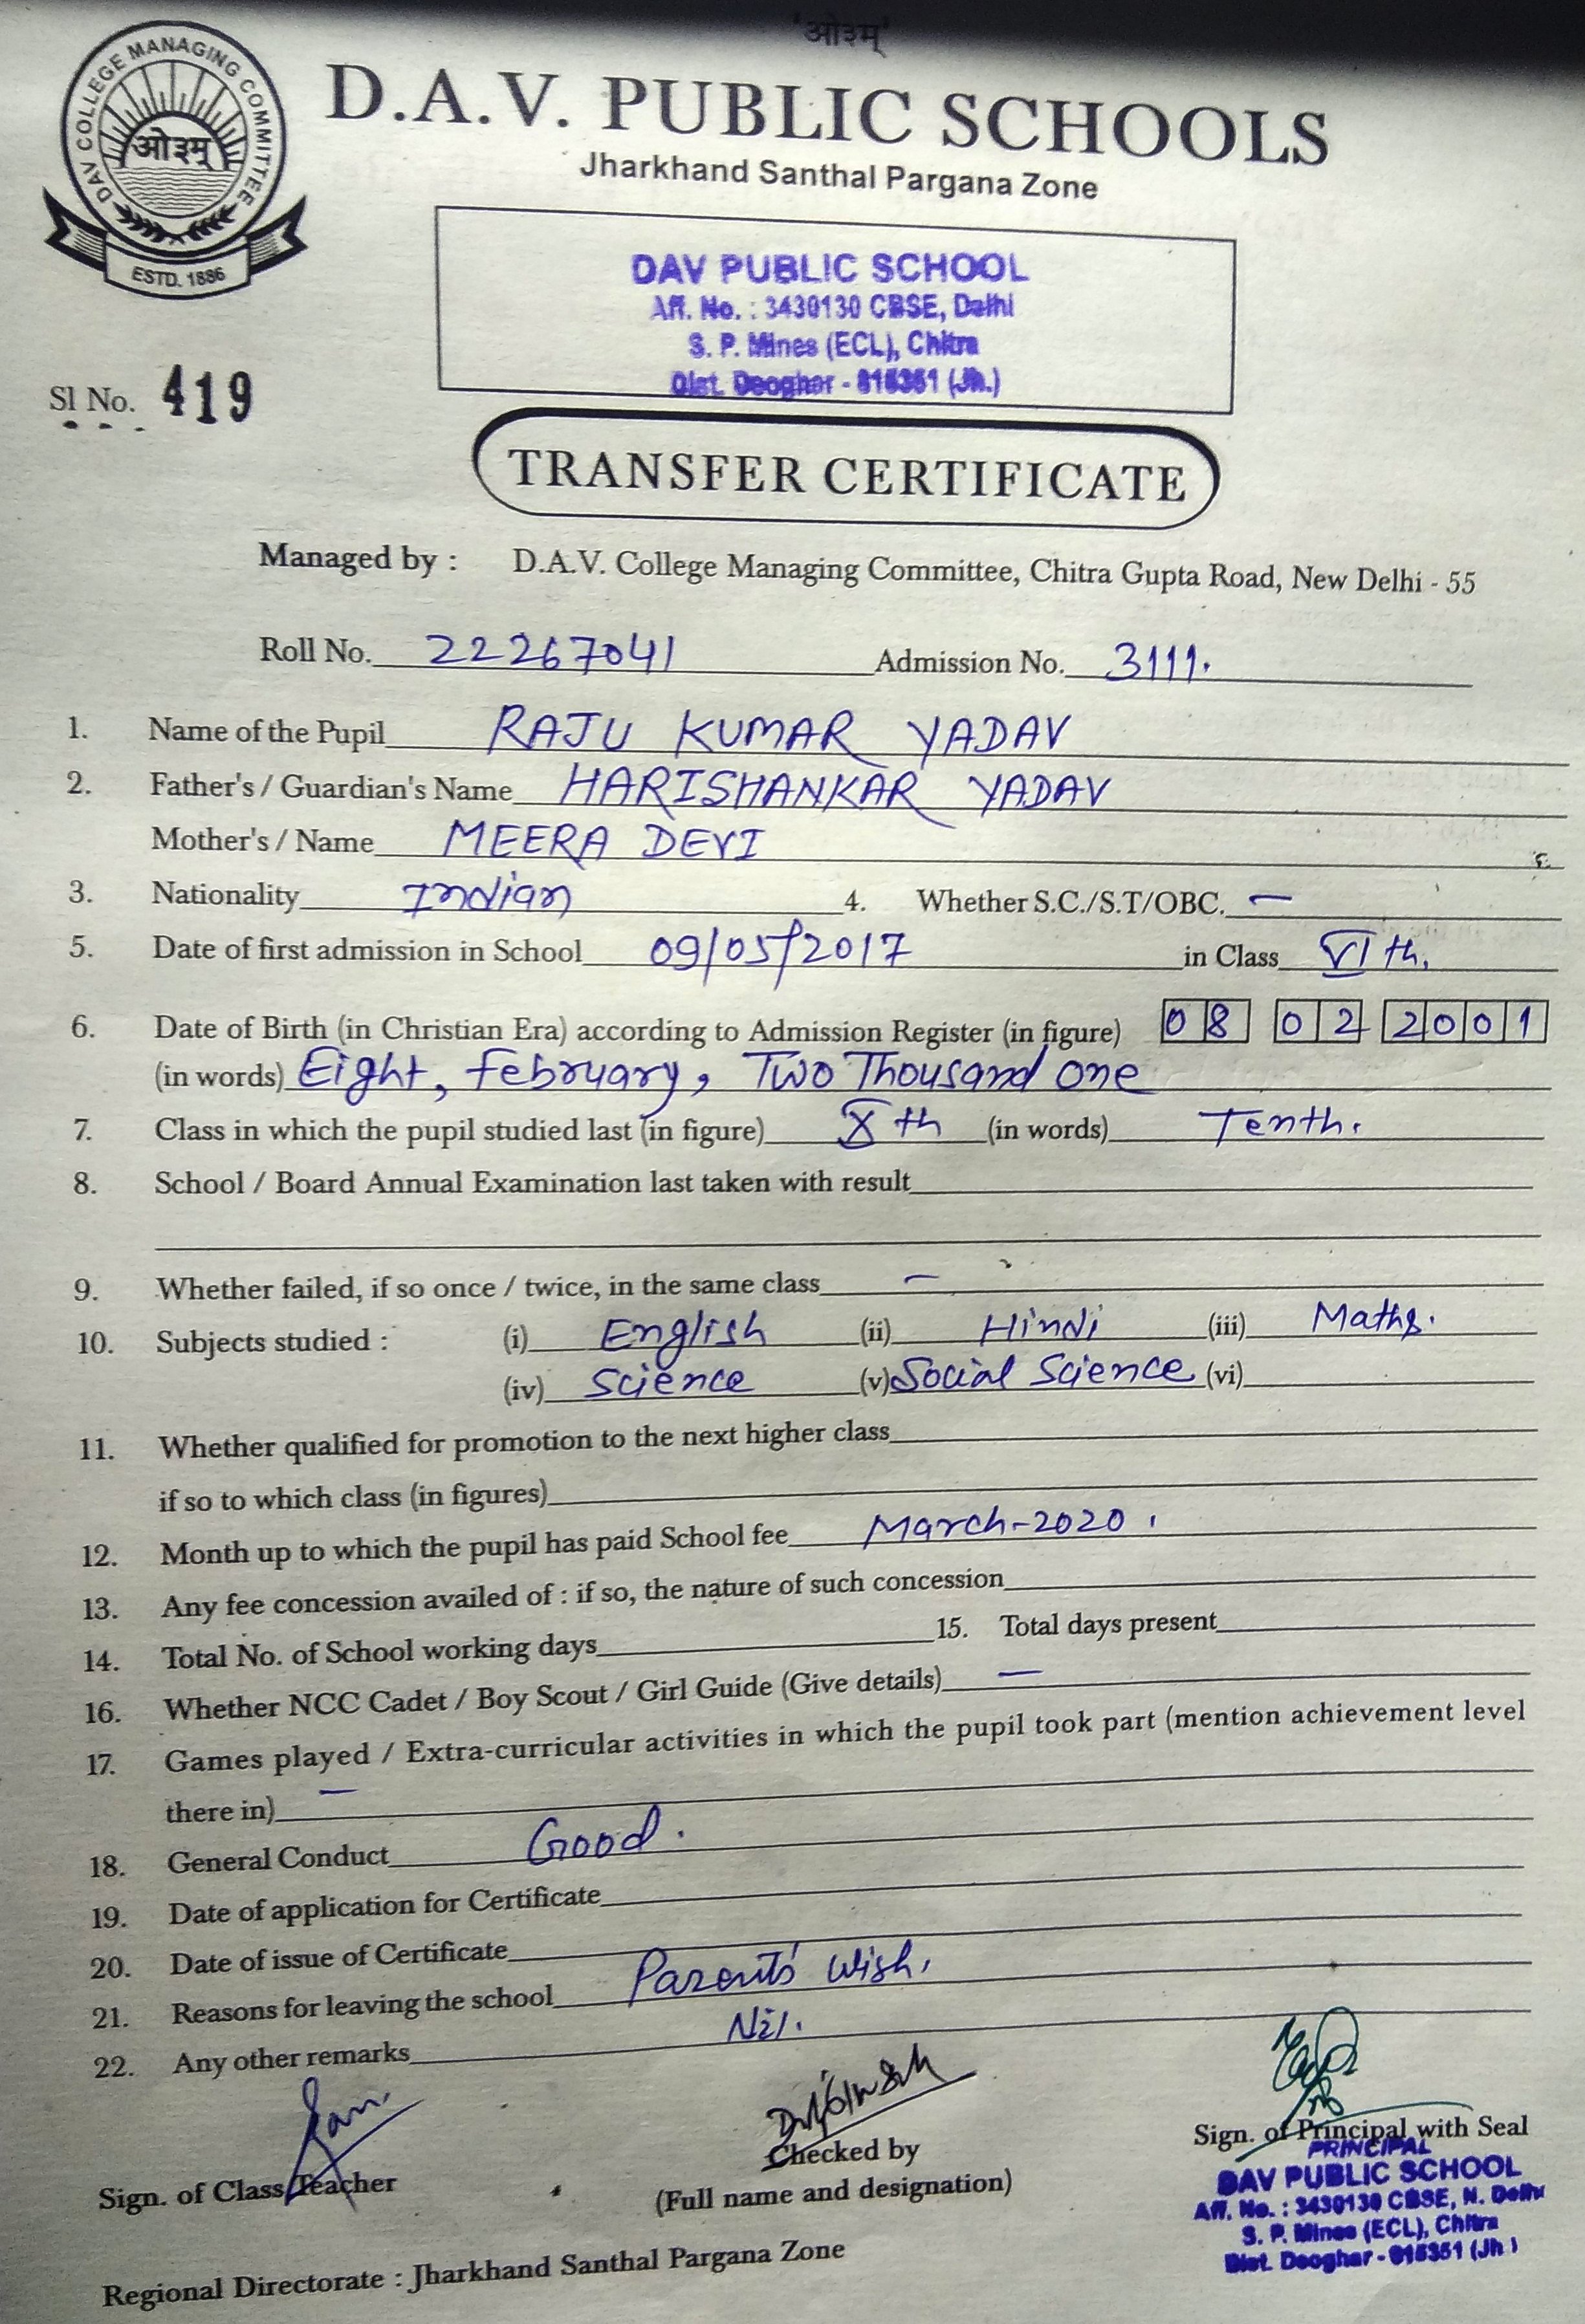 'ओ३म्'
DAV COLLEGE MANAGING COMMITTEE
ओ३म्
ESTD. 1886
D.A.V. PUBLIC SCHOOLS
Jharkhand Santhal Pargana Zone
DAV PUBLIC SCHOOL
Aff. No. : 3430130 CBSE, Delhi
S. P. Mines (ECL), Chitra
Dist. Deoghar - 815351 (Jh.)
Sl No. 419
TRANSFER CERTIFICATE
Managed by : D.A.V. College Managing Committee, Chitra Gupta Road, New Delhi - 55
Roll No. 22267041 Admission No. 3111.
1. Name of the Pupil RAJU KUMAR YADAV
2. Father's / Guardian's Name HARISHANKAR YADAV
Mother's / Name MEERA DEVI
3. Nationality Indian 4. Whether S.C./S.T/OBC. —
5. Date of first admission in School 09/05/2017 in Class VI th.
6. Date of Birth (in Christian Era) according to Admission Register (in figure) 08 02 2001
(in words) Eight, February, Two Thousand one
7. Class in which the pupil studied last (in figure) X th (in words) Tenth.
8. School / Board Annual Examination last taken with result
9. Whether failed, if so once / twice, in the same class —
10. Subjects studied : (i) English (ii) Hindi (iii) Maths.
(iv) Science (v) Social Science (vi)
11. Whether qualified for promotion to the next higher class
if so to which class (in figures)
12. Month up to which the pupil has paid School fee March-2020.
13. Any fee concession availed of : if so, the nature of such concession
14. Total No. of School working days 15. Total days present
16. Whether NCC Cadet / Boy Scout / Girl Guide (Give details) —
17. Games played / Extra-curricular activities in which the pupil took part (mention achievement level
there in) —
18. General Conduct Good.
19. Date of application for Certificate
20. Date of issue of Certificate
21. Reasons for leaving the school Parent's wish.
22. Any other remarks Nil.
Sign. of Class Teacher
Checked by
(Full name and designation)
Sign. of Principal with Seal
PRINCIPAL
DAV PUBLIC SCHOOL
Aff. No. : 3430130 CBSE, N. Delhi
S. P. Mines (ECL), Chitra
Dist. Deoghar - 815351 (Jh.)
Regional Directorate : Jharkhand Santhal Pargana Zone